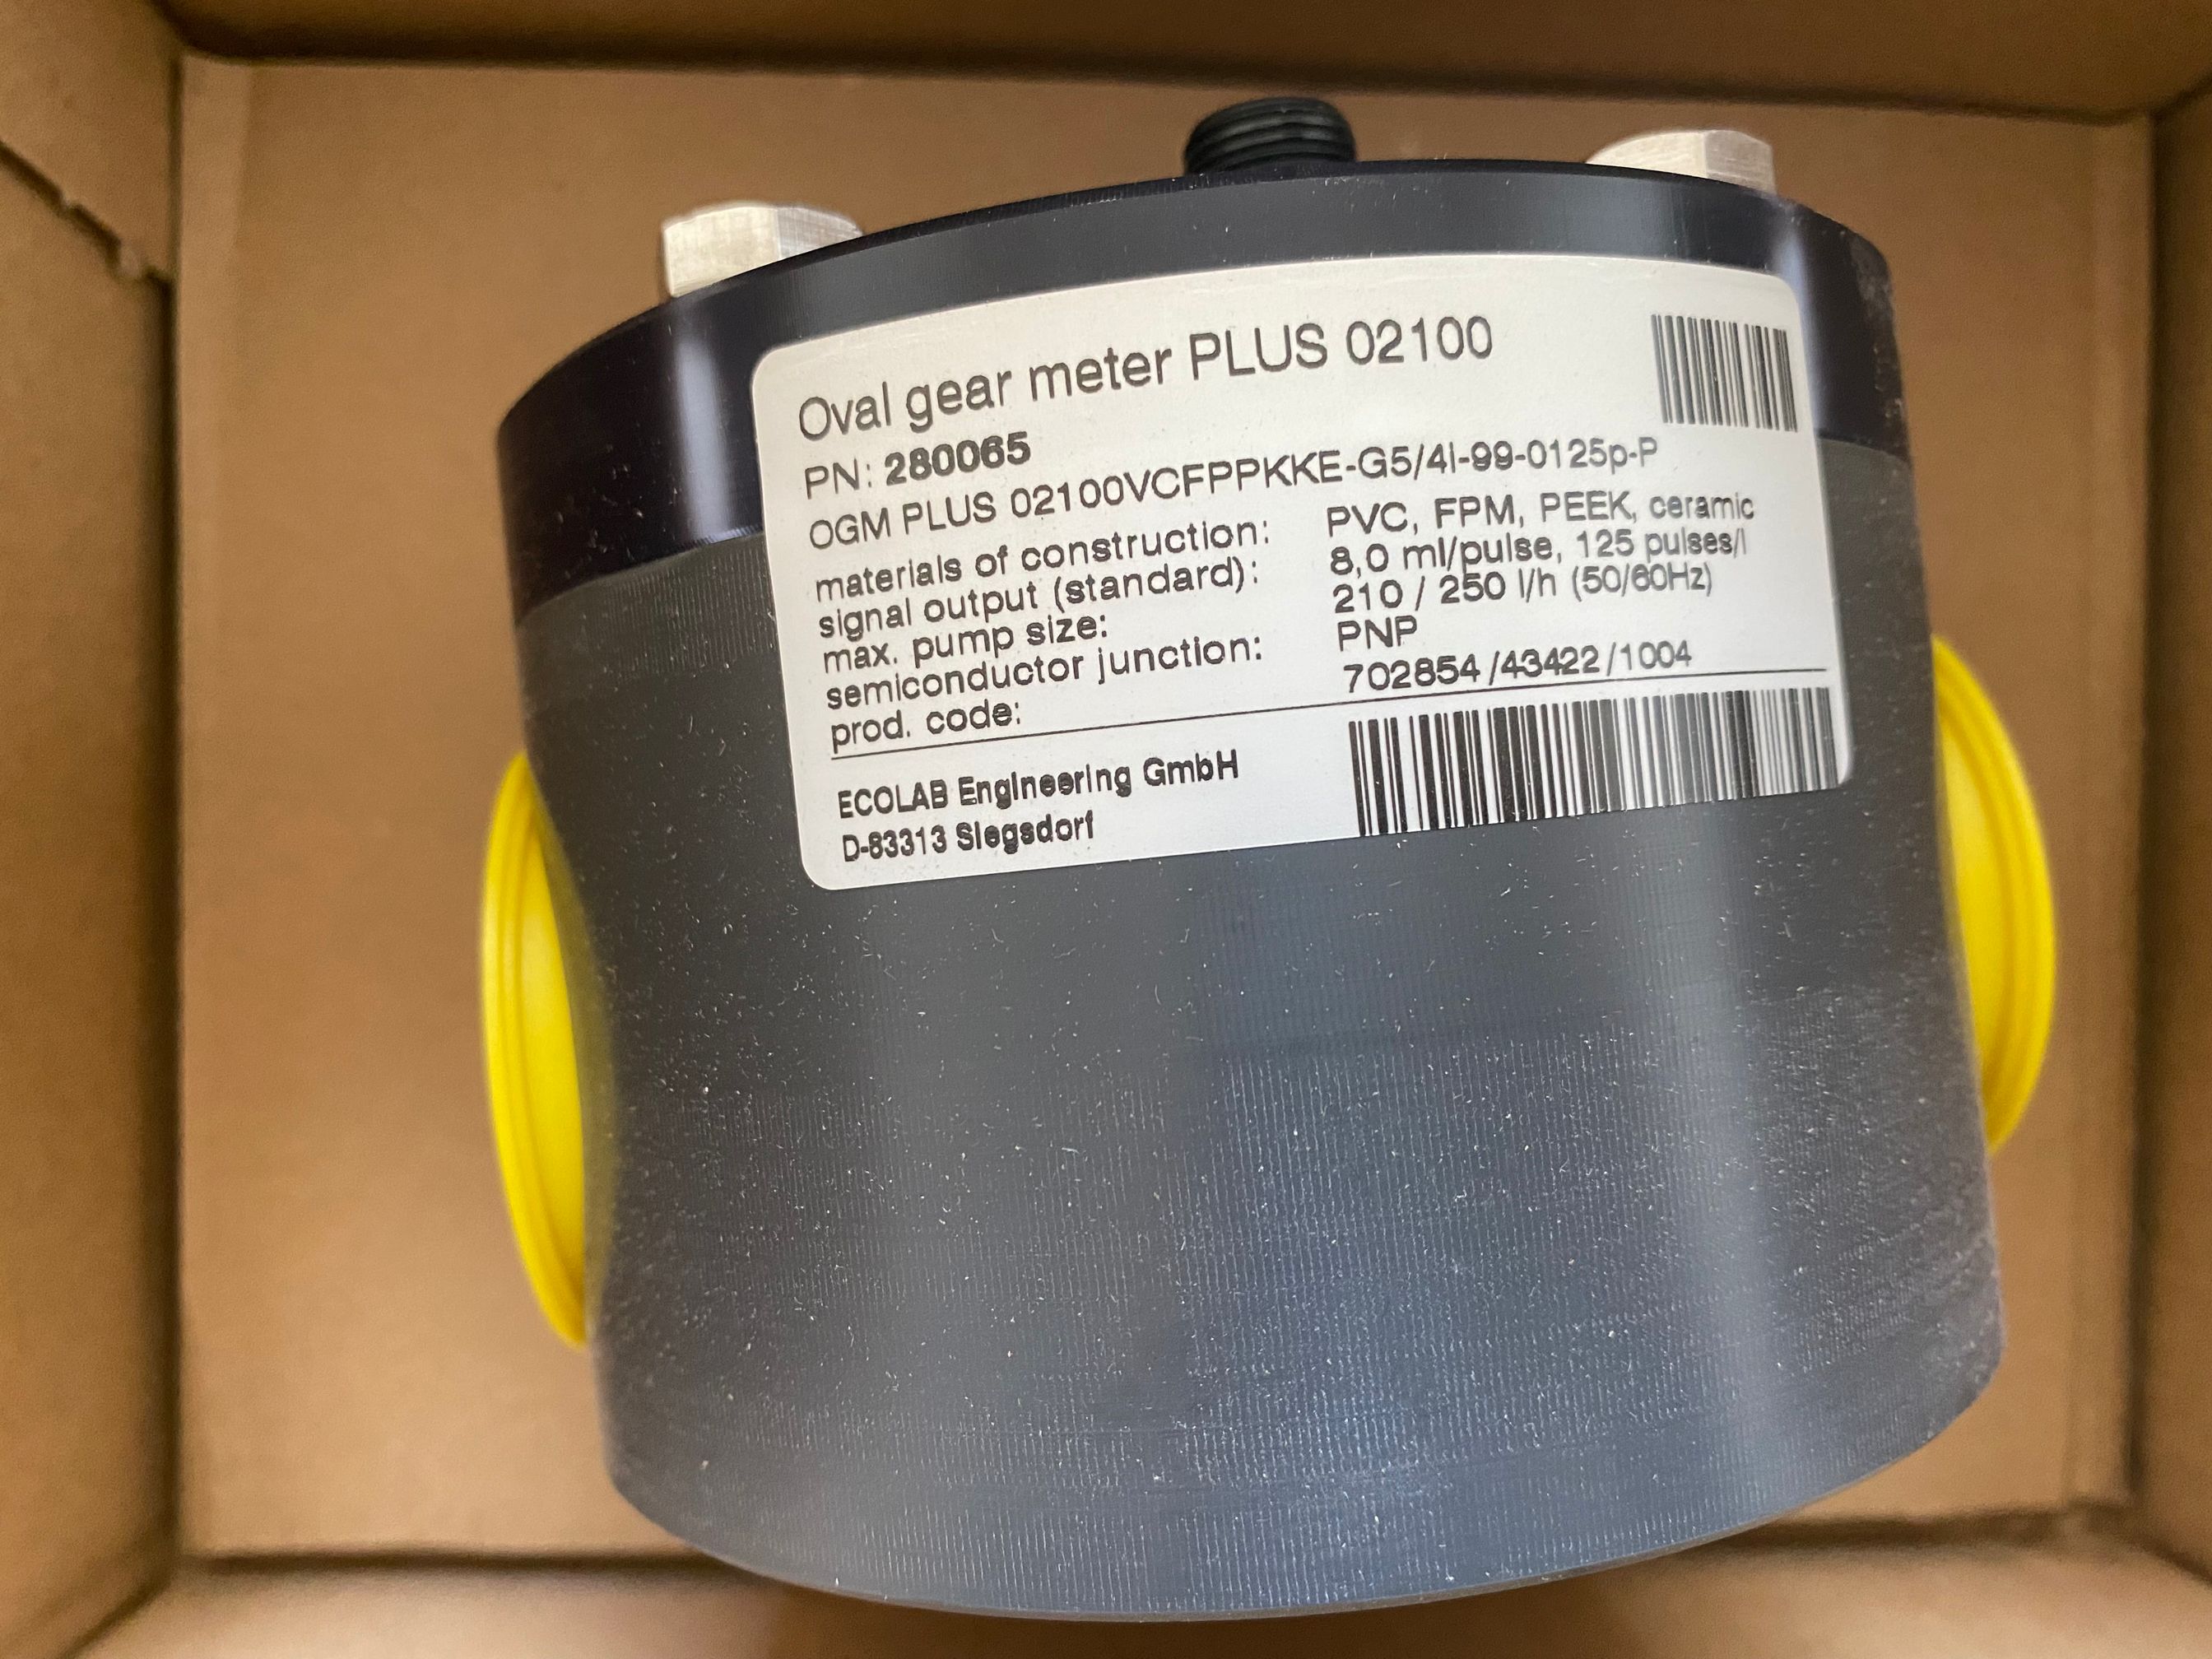 Oval gear meter PLUS 02100
PN: 280065
OGM PLUS 02100VCFPPKKE-G5/4i-99-0125p-P
materials of construction: PVC, FPM, PEEK, ceramic
signal output (standard): 8,0 ml/pulse, 125 pulses/l
max. pump size: 210 / 250 l/h (50/60Hz)
semiconductor junction: PNP
prod. code: 702854/43422/1004
ECOLAB Engineering GmbH
D-83313 Siegsdorf